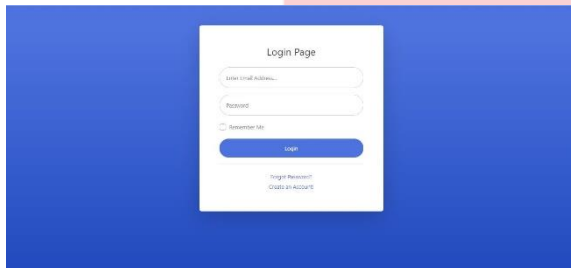 Login Page
Enter Email Address...
Password
Remember Me
Login
Forgot Password?
Create an Account!